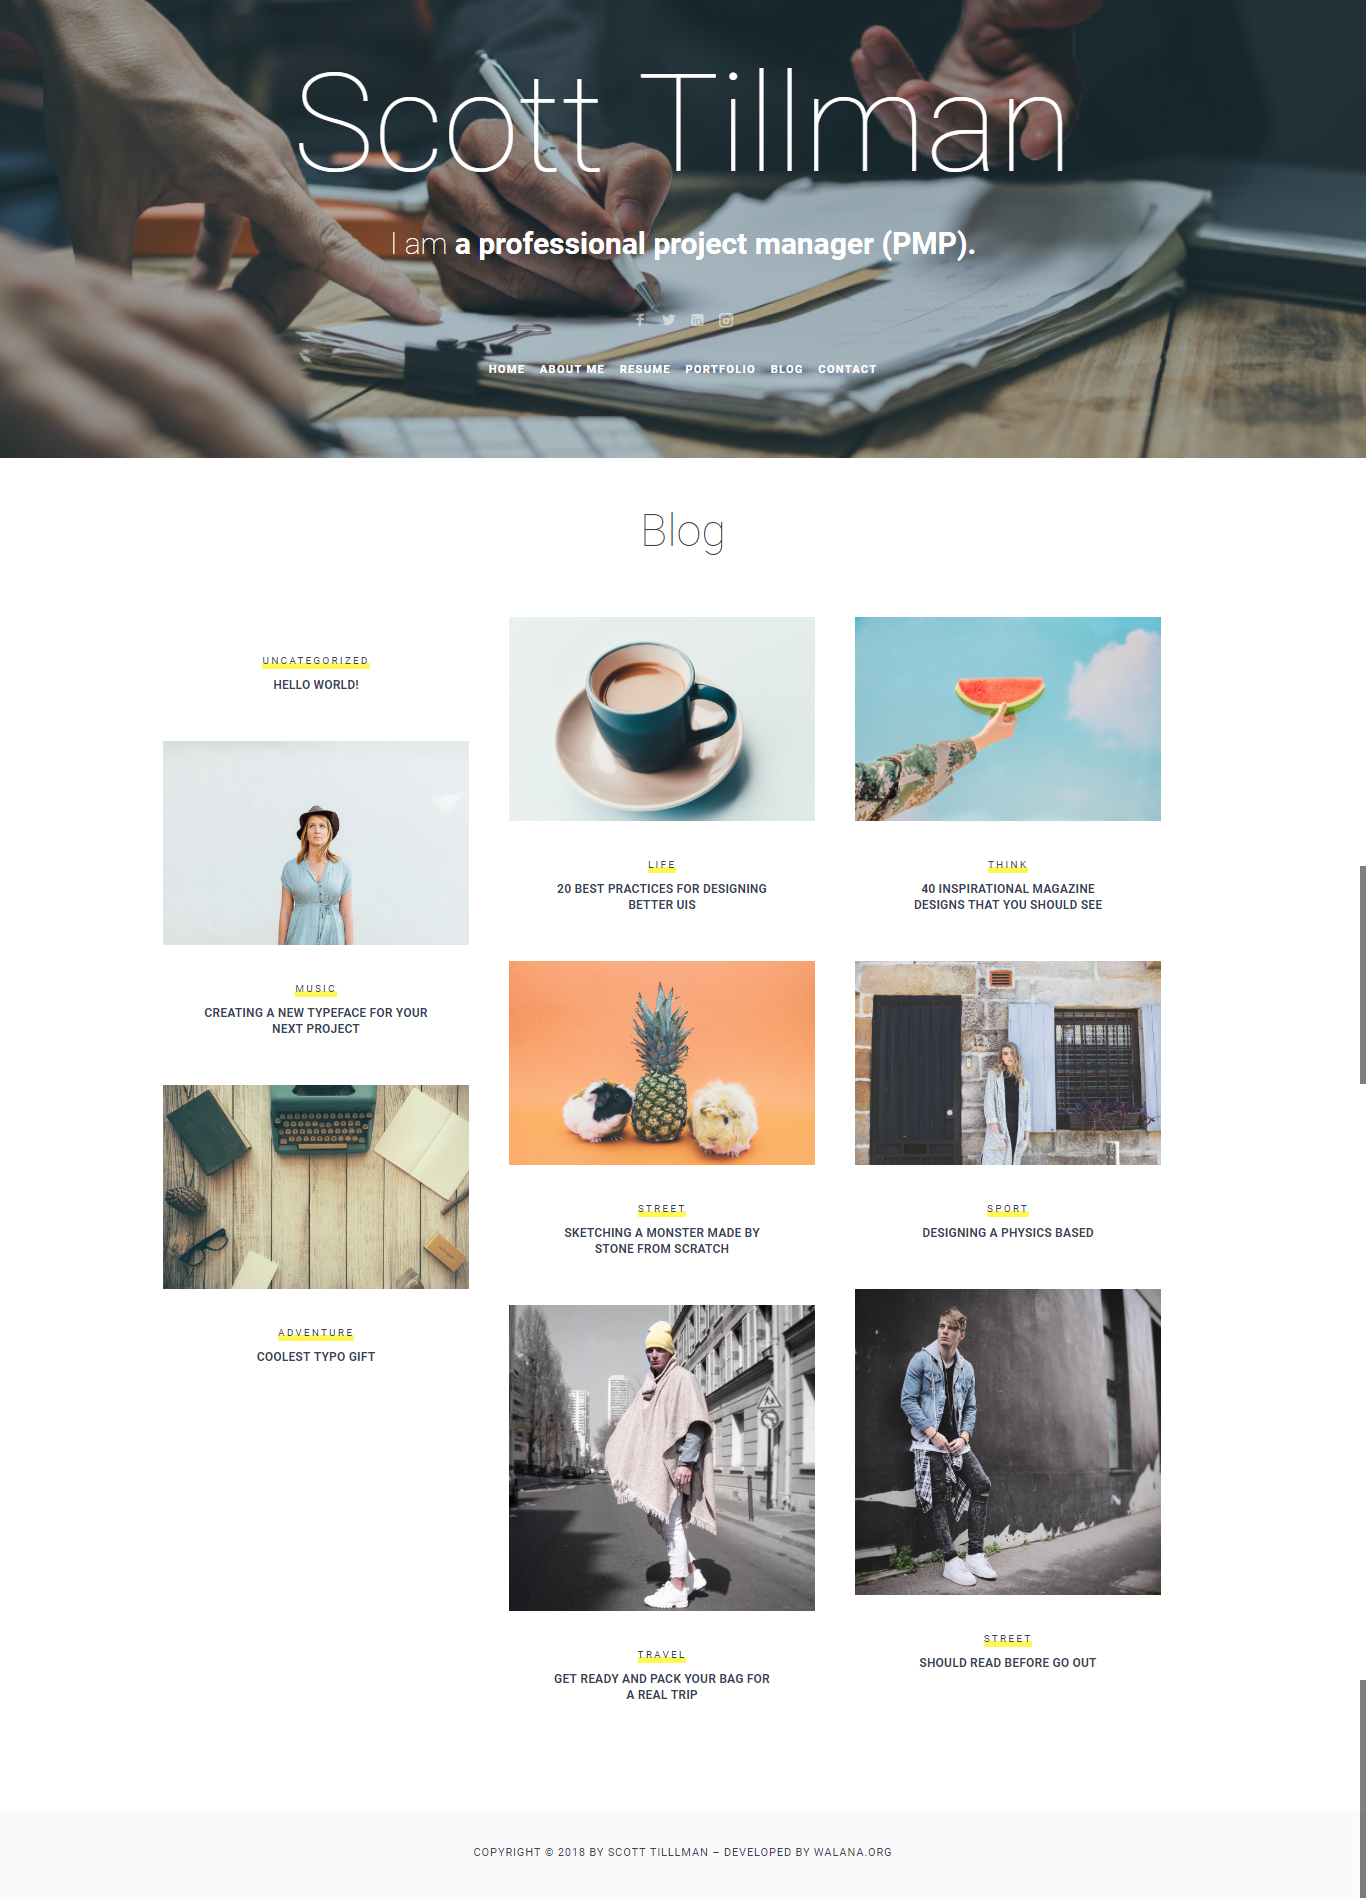 Scott Tillman
I am a professional project manager (PMP).
HOME ABOUT ME RESUME PORTFOLIO BLOG CONTACT
Blog
UNCATEGORIZED
HELLO WORLD!
MUSIC
CREATING A NEW TYPEFACE FOR YOUR
NEXT PROJECT
ADVENTURE
COOLEST TYPO GIFT
LIFE
20 BEST PRACTICES FOR DESIGNING
BETTER UIS
STREET
SKETCHING A MONSTER MADE BY
STONE FROM SCRATCH
TRAVEL
GET READY AND PACK YOUR BAG FOR
A REAL TRIP
THINK
40 INSPIRATIONAL MAGAZINE
DESIGNS THAT YOU SHOULD SEE
12
SPORT
DESIGNING A PHYSICS BASED
STREET
SHOULD READ BEFORE GO OUT
COPYRIGHT © 2018 BY SCOTT TILLLMAN – DEVELOPED BY WALANA.ORG